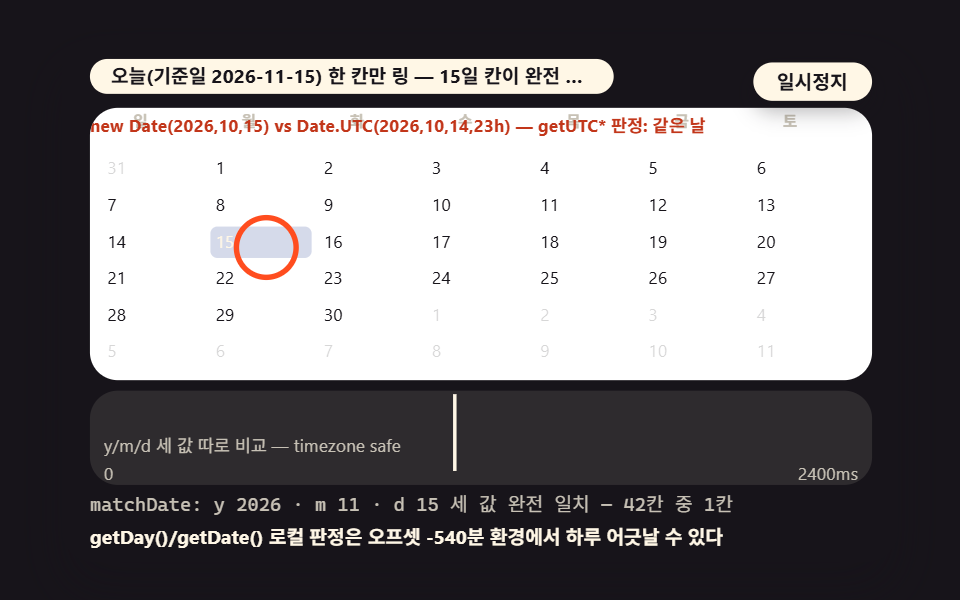 오늘(기준일 2026-11-15) 한 칸만 링 — 15일 칸이 완전 ...
일시정지
일 월 화 수 목 금 토
new Date(2026,10,15) vs Date.UTC(2026,10,14,23h) — getUTC* 판정: 같은 날
31 1 2 3 4 5 6
7 8 9 10 11 12 13
14 15 16 17 18 19 20
21 22 23 24 25 26 27
28 29 30 1 2 3 4
5 6 7 8 9 10 11
y/m/d 세 값 따로 비교 — timezone safe
0 2400ms
matchDate: y 2026 · m 11 · d 15 세 값 완전 일치 — 42칸 중 1칸
getDay()/getDate() 로컬 판정은 오프셋 -540분 환경에서 하루 어긋날 수 있다